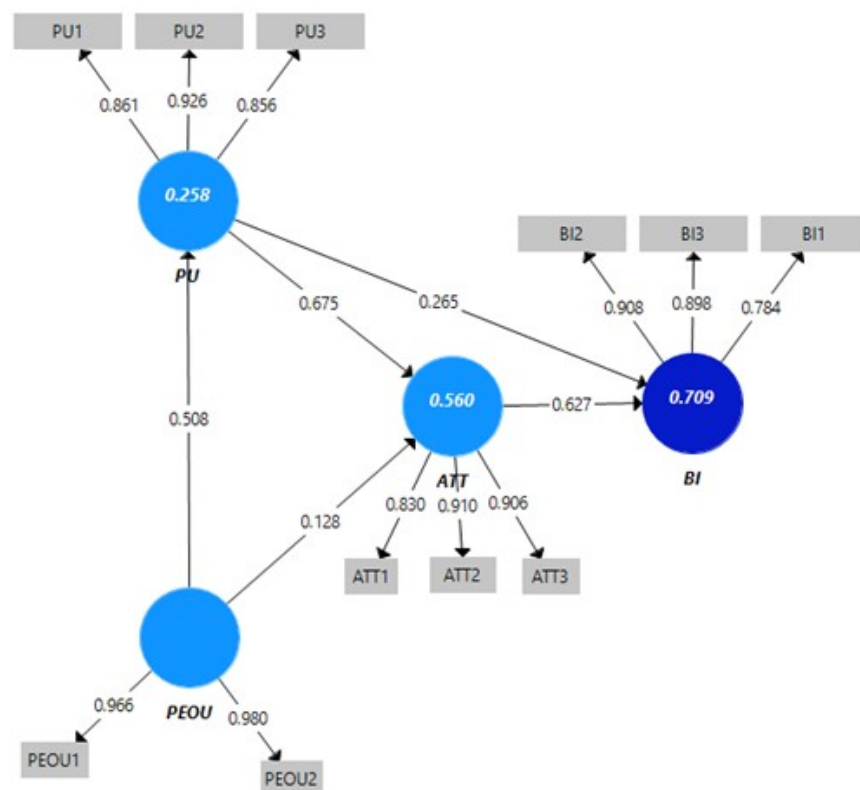 PU1
PU2
PU3
0.861
0.926
0.856
0.258
PU
BI2
BI3
BI1
0.908
0.898
0.784
0.675
0.265
0.560
ATT
0.627
0.709
BI
0.508
0.128
0.830
0.910
0.906
ATT1
ATT2
ATT3
PEOU
0.966
0.980
PEOU1
PEOU2